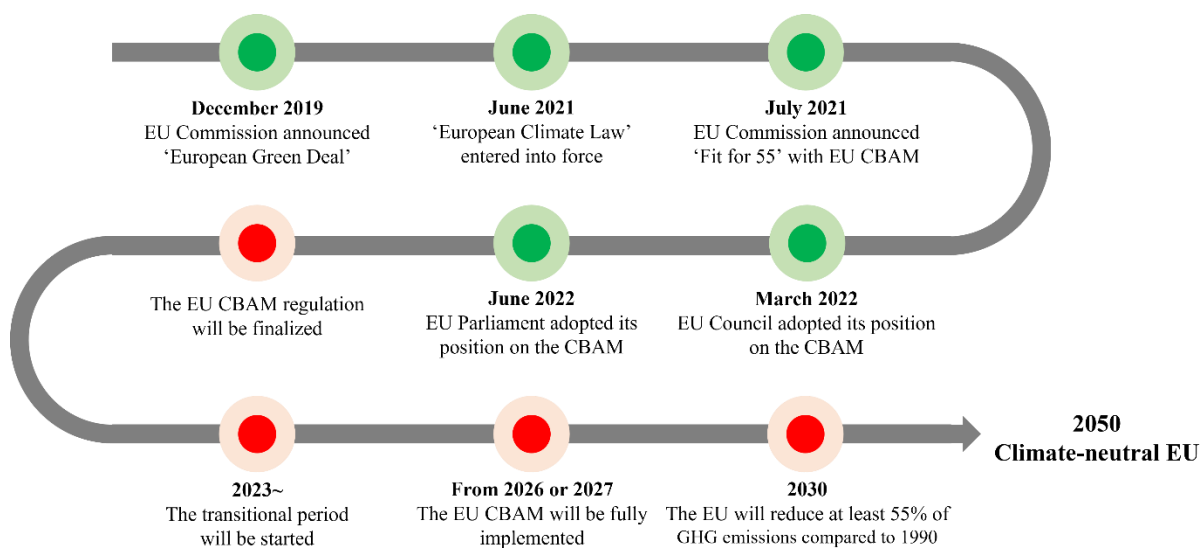 December 2019
EU Commission announced
‘European Green Deal’
June 2021
‘European Climate Law’
entered into force
July 2021
EU Commission announced
‘Fit for 55’ with EU CBAM
March 2022
EU Council adopted its position
on the CBAM
June 2022
EU Parliament adopted its
position on the CBAM
The EU CBAM regulation
will be finalized
2023~
The transitional period
will be started
From 2026 or 2027
The EU CBAM will be fully
implemented
2030
The EU will reduce at least 55% of
GHG emissions compared to 1990
2050
Climate-neutral EU